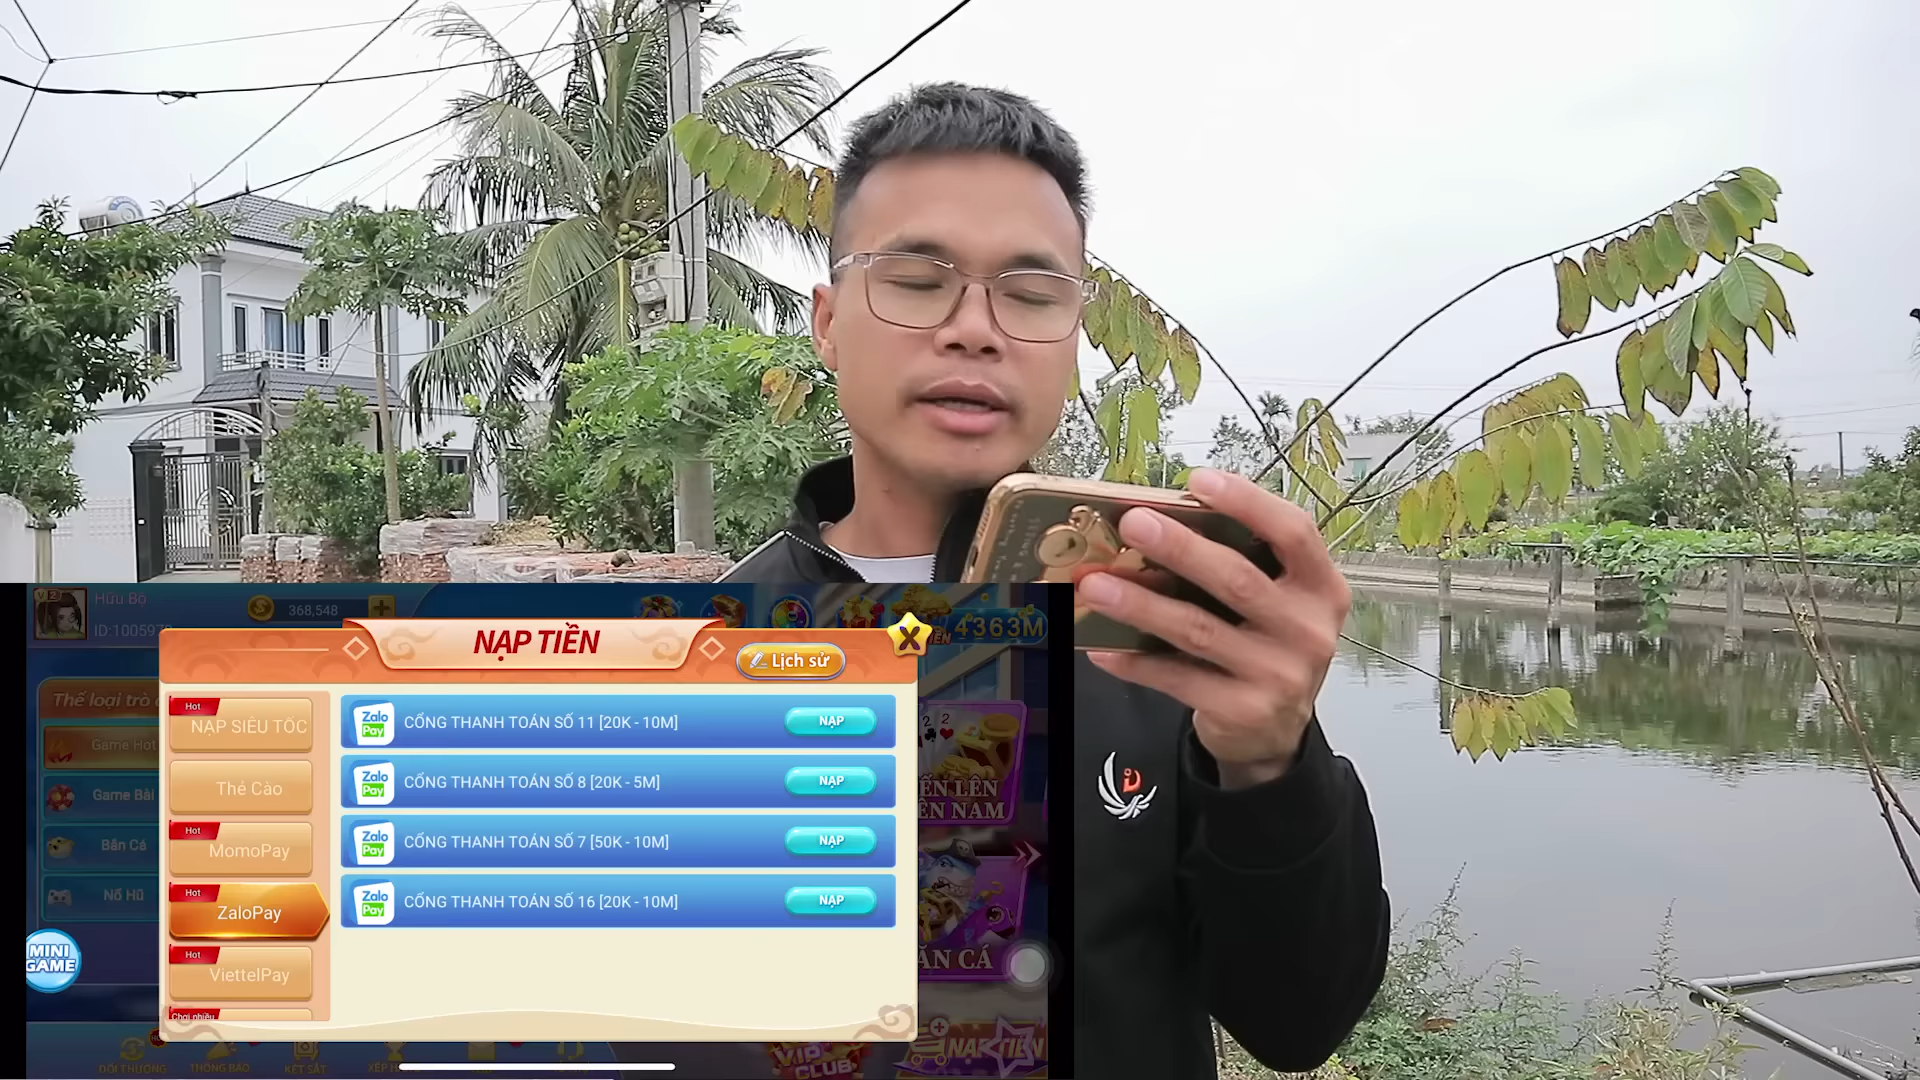 V2
Hữu Bộ
ID:1005972
368,548
4363M
NẠP TIỀN
Lịch sử
Thể loại trò
Game Hot
Game Bài
Bắn Cá
Nổ Hũ
MINI
GAME
Hot
NẠP SIÊU TỐC
Thẻ Cào
Hot
MomoPay
Hot
ZaloPay
Hot
ViettelPay
Chơi nhiều
Zalo
Pay
CỔNG THANH TOÁN SỐ 11 [20K - 10M]
NẠP
Zalo
Pay
CỔNG THANH TOÁN SỐ 8 [20K - 5M]
NẠP
Zalo
Pay
CỔNG THANH TOÁN SỐ 7 [50K - 10M]
NẠP
Zalo
Pay
CỔNG THANH TOÁN SỐ 16 [20K - 10M]
NẠP
ĐỔI THƯỞNG
THÔNG BÁO
KÉT SẮT
VIP
CLUB
NẠP TIỀN